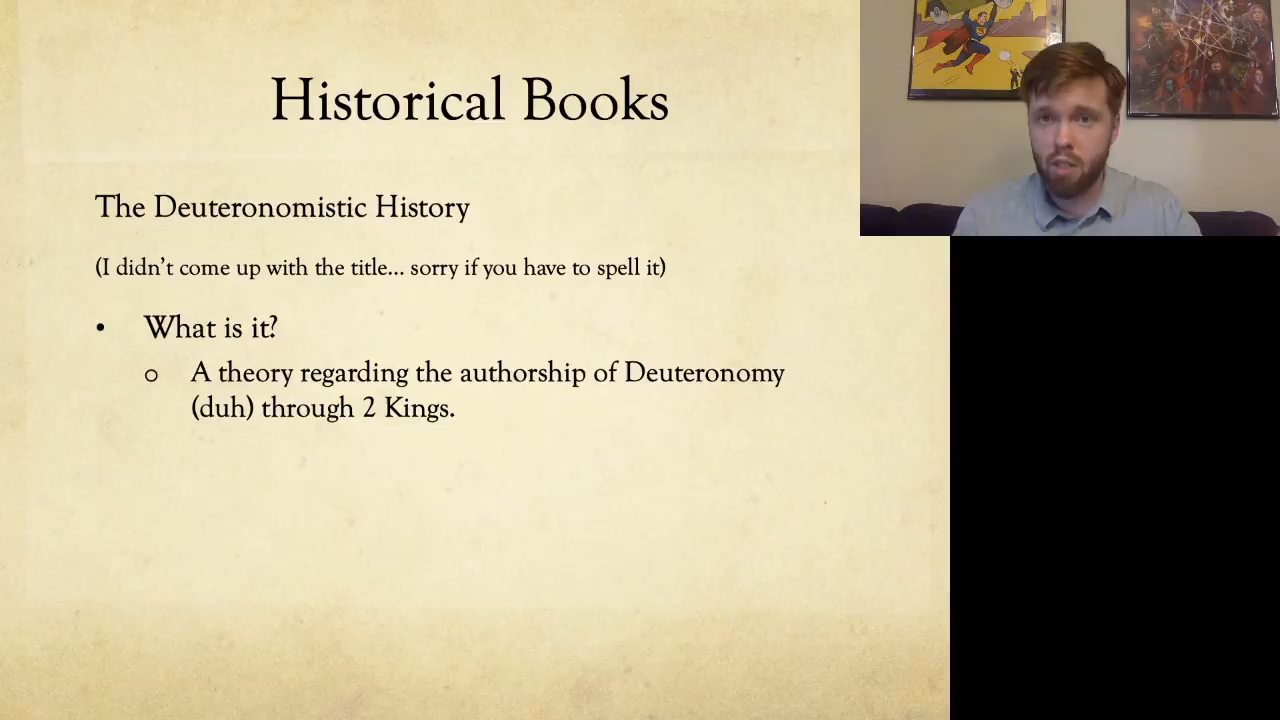 Historical Books
The Deuteronomistic History
(I didn't come up with the title... sorry if you have to spell it)
• What is it?
o A theory regarding the authorship of Deuteronomy
(duh) through 2 Kings.